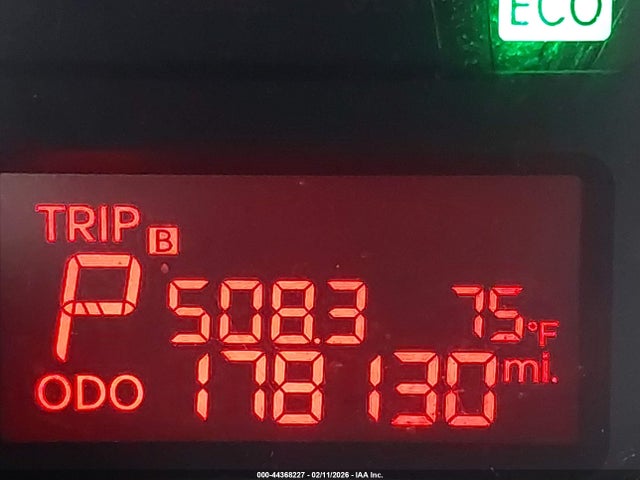 ECO
TRIP B
P 508.3 75°F
ODO 178130 mi.
000-44368227 - 02/11/2026 - IAA Inc.